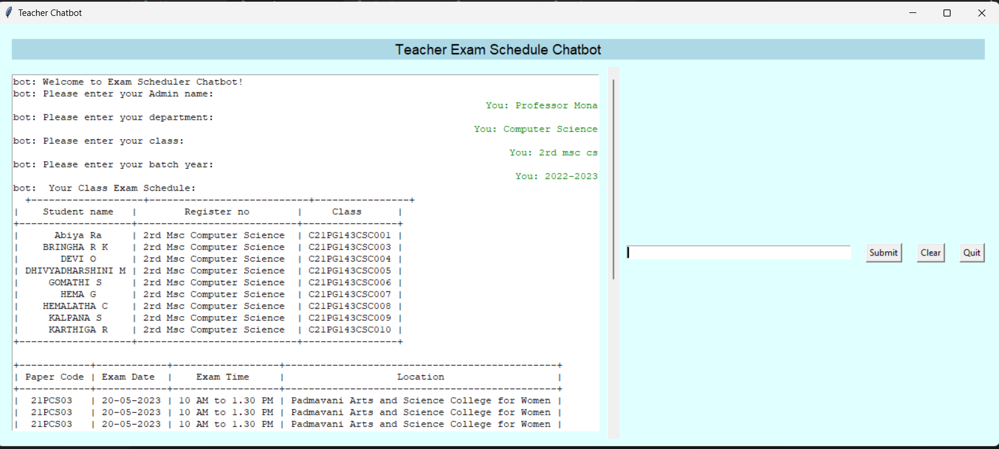 Teacher Chatbot
Teacher Exam Schedule Chatbot
bot: Welcome to Exam Scheduler Chatbot!
bot: Please enter your Admin name:
You: Professor Mona
bot: Please enter your department:
You: Computer Science
bot: Please enter your class:
You: 2rd msc cs
bot: Please enter your batch year:
You: 2022-2023
bot:  Your Class Exam Schedule:
+-------------------+---------------------------+----------------+
|    Student name   |        Register no        |     Class      |
+-------------------+---------------------------+----------------+
|      Abiya Ra     | 2rd Msc Computer Science  | C21PG143CSC001 |
|    BRINGHA R K    | 2rd Msc Computer Science  | C21PG143CSC003 |
|       DEVI O      | 2rd Msc Computer Science  | C21PG143CSC004 |
| DHIVYADHARSHINI M | 2rd Msc Computer Science  | C21PG143CSC005 |
|     GOMATHI S     | 2rd Msc Computer Science  | C21PG143CSC006 |
|       HEMA G      | 2rd Msc Computer Science  | C21PG143CSC007 |
|    HEMALATHA C    | 2rd Msc Computer Science  | C21PG143CSC008 |
|     KALPANA S     | 2rd Msc Computer Science  | C21PG143CSC009 |
|     KARTHIGA R    | 2rd Msc Computer Science  | C21PG143CSC010 |
+-------------------+---------------------------+----------------+
+------------+------------+------------------+----------------------------------------------+
| Paper Code | Exam Date  |    Exam Time     |                   Location                   |
+------------+------------+------------------+----------------------------------------------+
|  21PCS03   | 20-05-2023 | 10 AM to 1.30 PM | Padmavani Arts and Science College for Women |
|  21PCS03   | 20-05-2023 | 10 AM to 1.30 PM | Padmavani Arts and Science College for Women |
|  21PCS03   | 20-05-2023 | 10 AM to 1.30 PM | Padmavani Arts and Science College for Women |
Submit
Clear
Quit